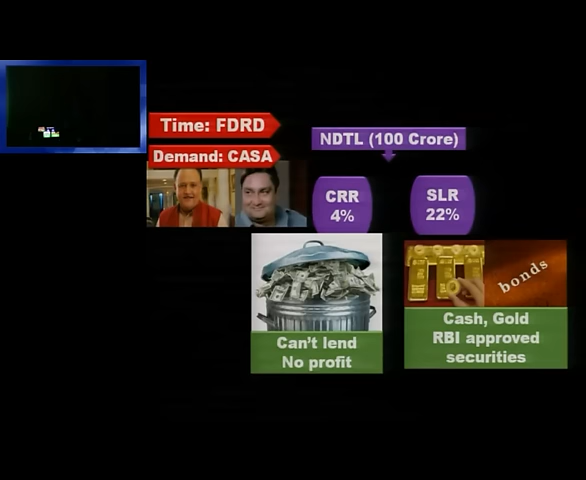 Time: FDRD
Demand: CASA
NDTL (100 Crore)
CRR
4%
SLR
22%
bonds
Can't lend
No profit
Cash, Gold
RBI approved
securities